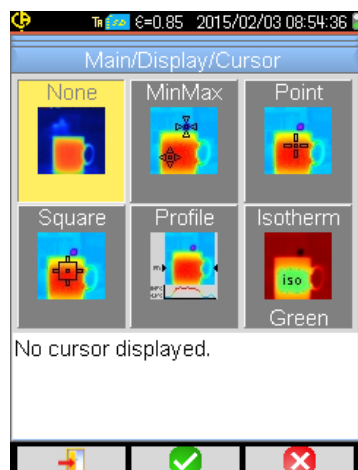 ε=0.85 2015/02/03 08:54:36
Main/Display/Cursor
None MinMax Point
Square Profile Isotherm
iso
Green
No cursor displayed.